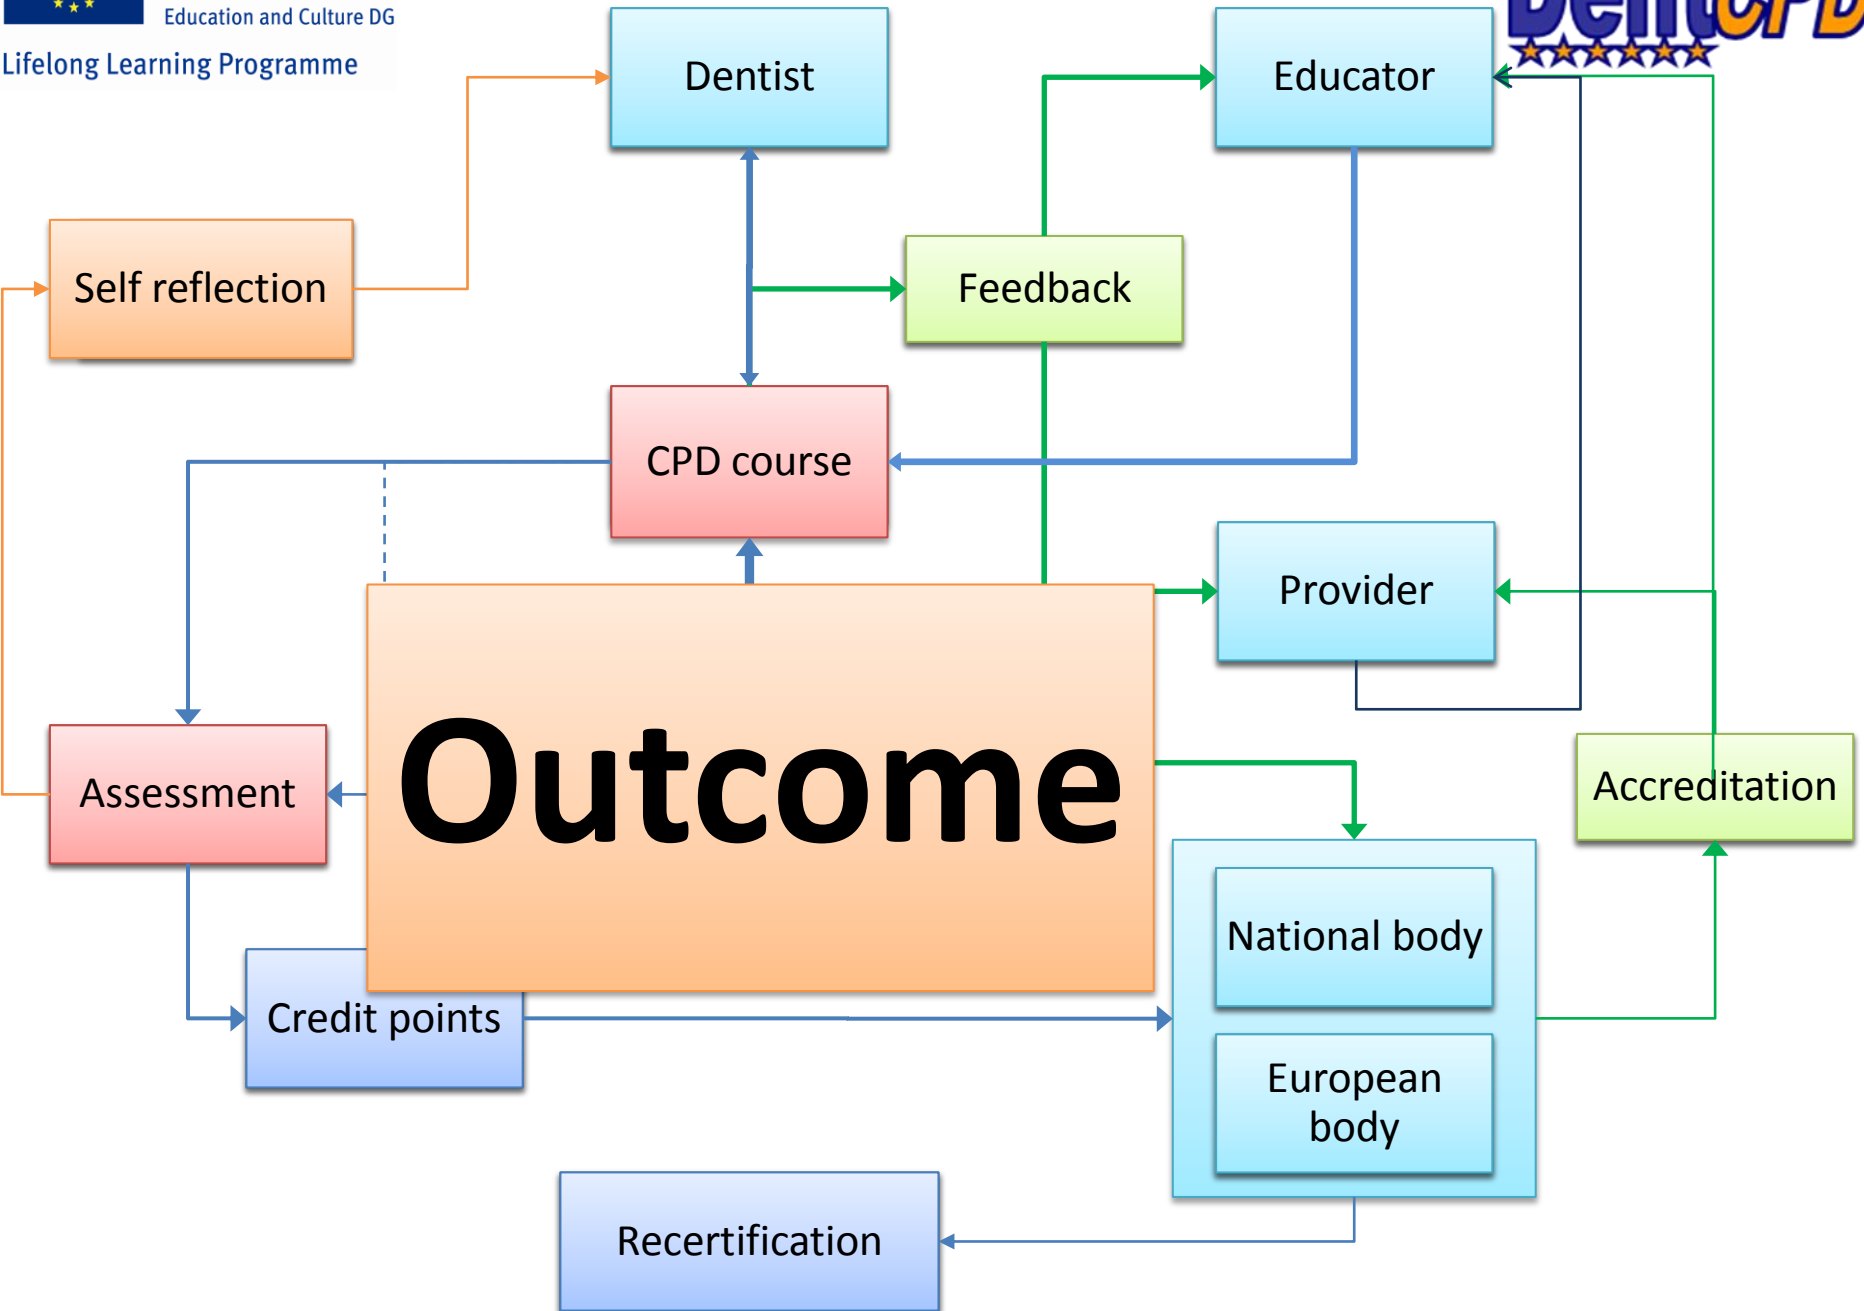 Education and Culture DG
Lifelong Learning Programme
DentCPD
Dentist
Educator
Self reflection
Feedback
CPD course
Provider
Outcome
Assessment
Accreditation
National body
Credit points
European
body
Recertification